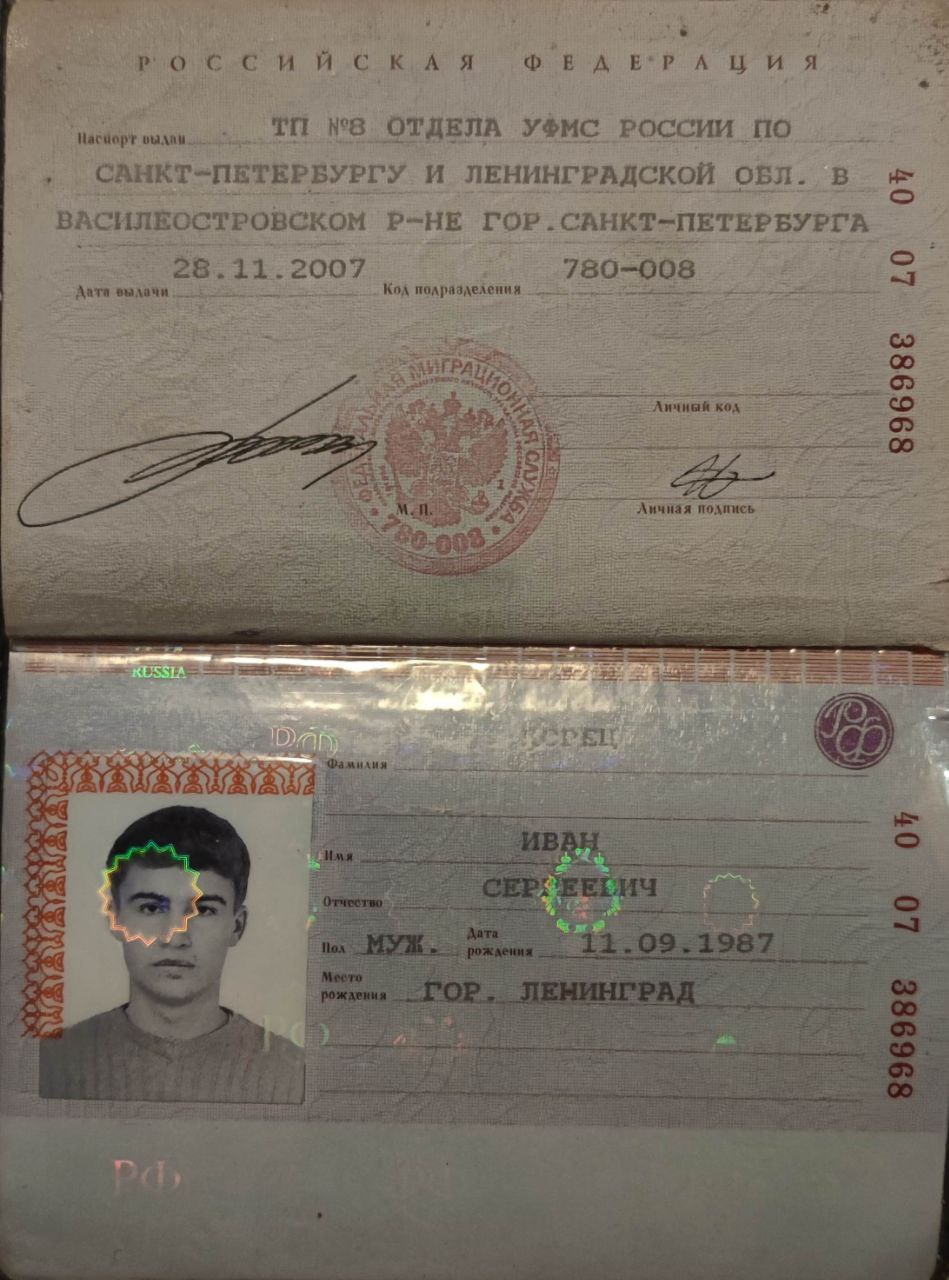 РОССИЙСКАЯ ФЕДЕРАЦИЯ
Паспорт выдан ТП №8 ОТДЕЛА УФМС РОССИИ ПО
САНКТ-ПЕТЕРБУРГУ И ЛЕНИНГРАДСКОЙ ОБЛ. В
ВАСИЛЕОСТРОВСКОМ Р-НЕ ГОР.САНКТ-ПЕТЕРБУРГА
Дата выдачи 28.11.2007 Код подразделения 780-008
40 07 386968
ФЕДЕРАЛЬНАЯ МИГРАЦИОННАЯ СЛУЖБА
780-008
Личный код
М. П.
Личная подпись
RUSSIA
РФ
Фамилия
Имя ИВАН
Отчество СЕРГЕЕВИЧ
Пол МУЖ. Дата рождения 11.09.1987
Место рождения ГОР. ЛЕНИНГРАД
40 07 386968
РФ
РФ